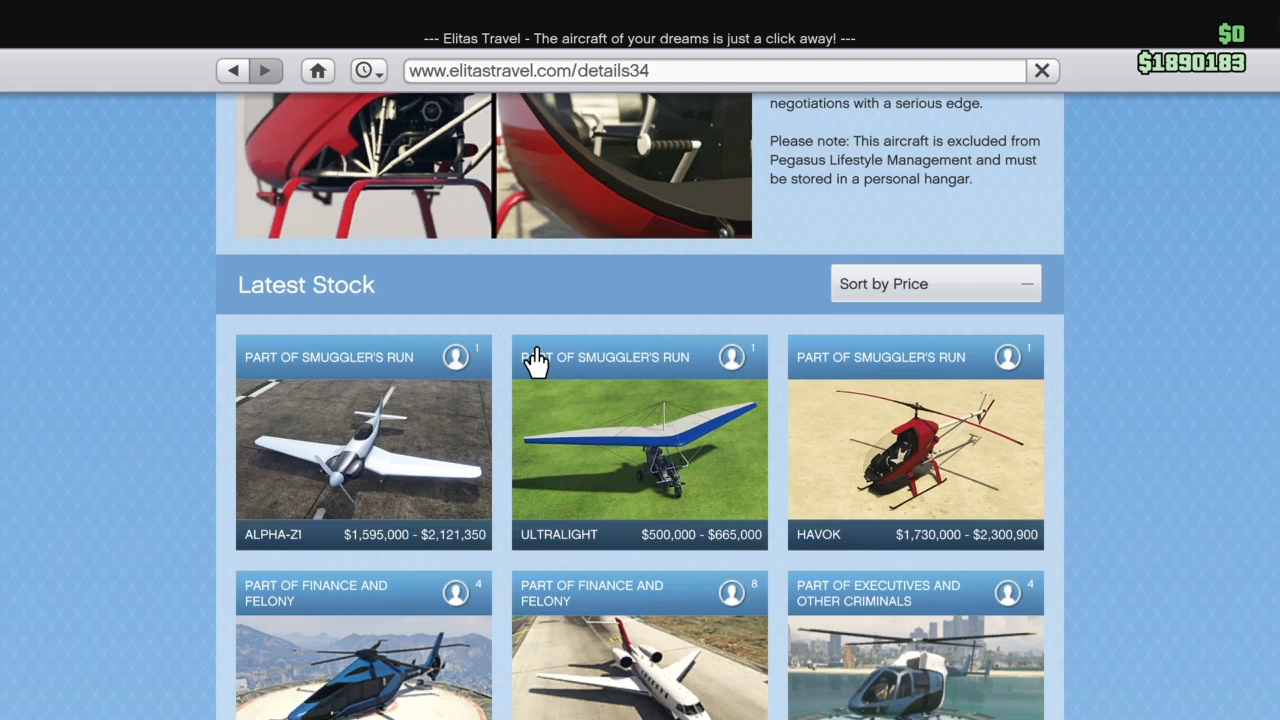 --- Elitas Travel - The aircraft of your dreams is just a click away! ---
$0
$1890183
www.elitastravel.com/details34
negotiations with a serious edge.
Please note: This aircraft is excluded from
Pegasus Lifestyle Management and must
be stored in a personal hangar.
Latest Stock
Sort by Price
PART OF SMUGGLER'S RUN 1
PART OF SMUGGLER'S RUN 1
PART OF SMUGGLER'S RUN 1
ALPHA-Z1 $1,595,000 - $2,121,350
ULTRALIGHT $500,000 - $665,000
HAVOK $1,730,000 - $2,300,900
PART OF FINANCE AND 4
FELONY
PART OF FINANCE AND 8
FELONY
PART OF EXECUTIVES AND 4
OTHER CRIMINALS